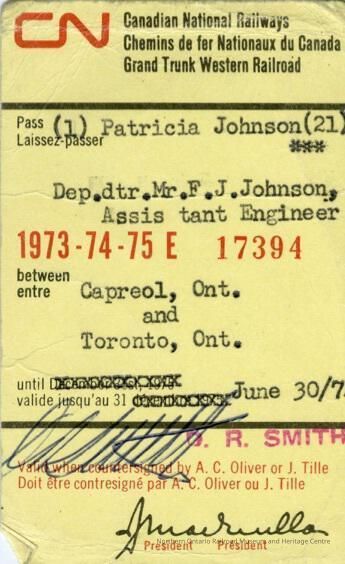 CN Canadian National Railways
Chemins de fer Nationaux du Canada
Grand Trunk Western Railroad
Pass (1) Patricia Johnson(21)
Laissez-passer
Dep.dtr.Mr.F.J.Johnson,
Assis tant Engineer
1973-74-75 E 17394
between
entre
Capreol, Ont.
and
Toronto, Ont.
until
valide jusqu'au 31
June 30/7
D. R. SMITH
Valid when countersigned by A. C. Oliver or J. Tille
Doit être contresigné par A. C. Oliver ou J. Tille
Northern Ontario Railroad Museum and Heritage Centre
President Président